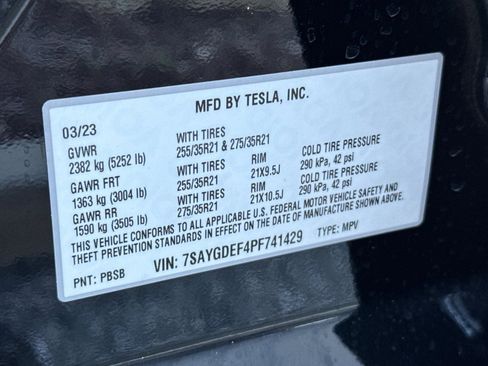 MFD BY TESLA, INC.
03/23
GVWR WITH TIRES
2382 kg (5252 lb) 255/35R21 & 275/35R21
GAWR FRT WITH TIRES RIM COLD TIRE PRESSURE
1363 kg (3004 lb) 255/35R21 21X9.5J 290 kPa, 42 psi
GAWR RR WITH TIRES RIM COLD TIRE PRESSURE
1590 kg (3505 lb) 275/35R21 21X10.5J 290 kPa, 42 psi
THIS VEHICLE CONFORMS TO ALL APPLICABLE U.S. FEDERAL MOTOR VEHICLE SAFETY AND
THEFT PREVENTION STANDARDS IN EFFECT ON THE DATE OF MANUFACTURE SHOWN ABOVE.
PNT: PBSB VIN: 7SAYGDEF4PF741429 TYPE: MPV